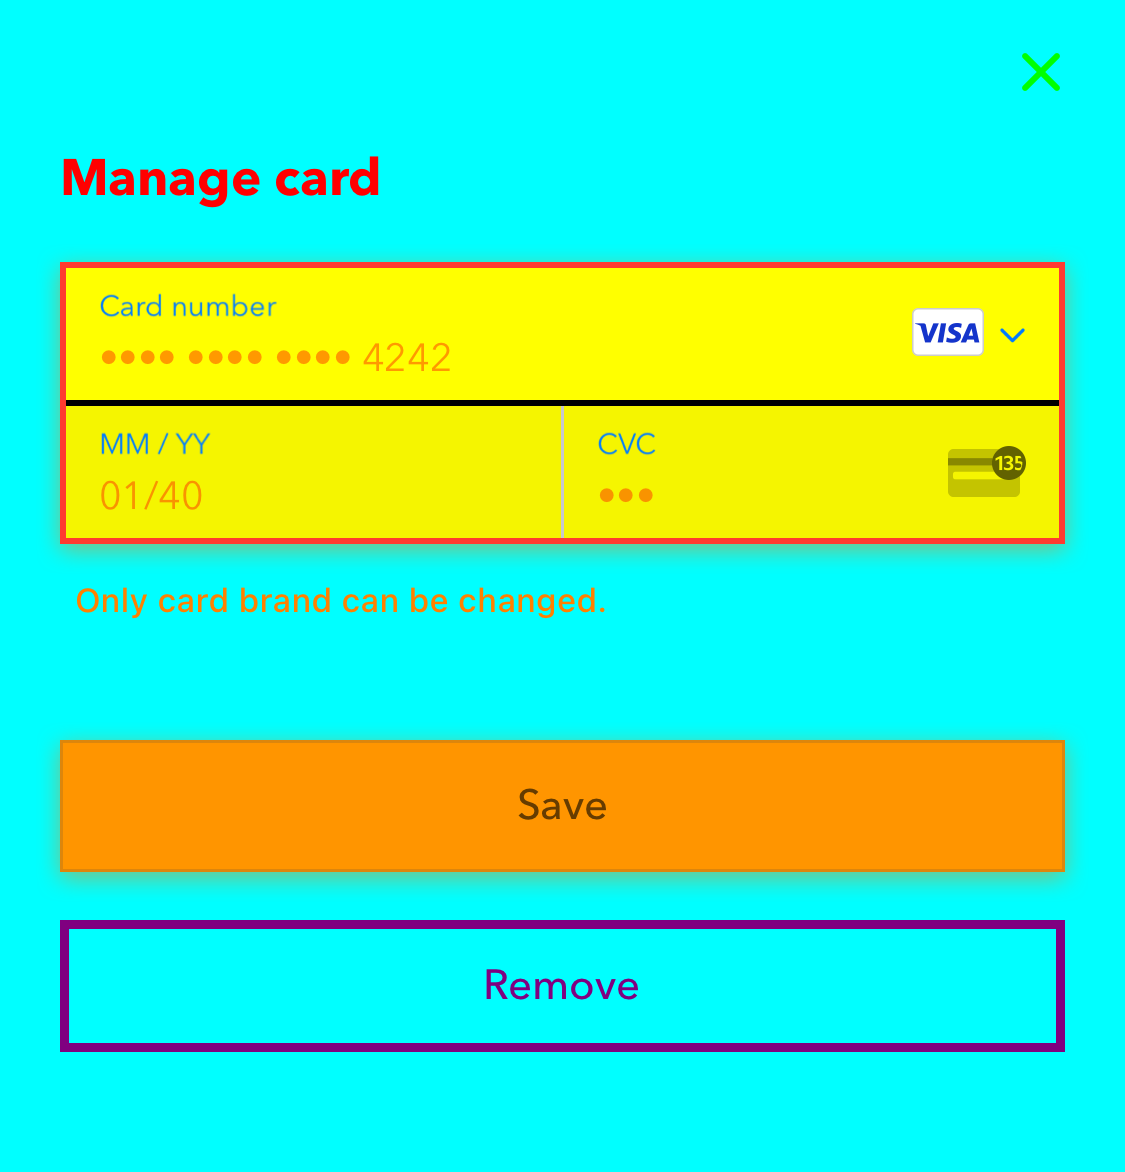 Manage card
Card number
VISA
•••• •••• •••• 4242
MM / YY
CVC
01/40
•••
135
Only card brand can be changed.
Save
Remove